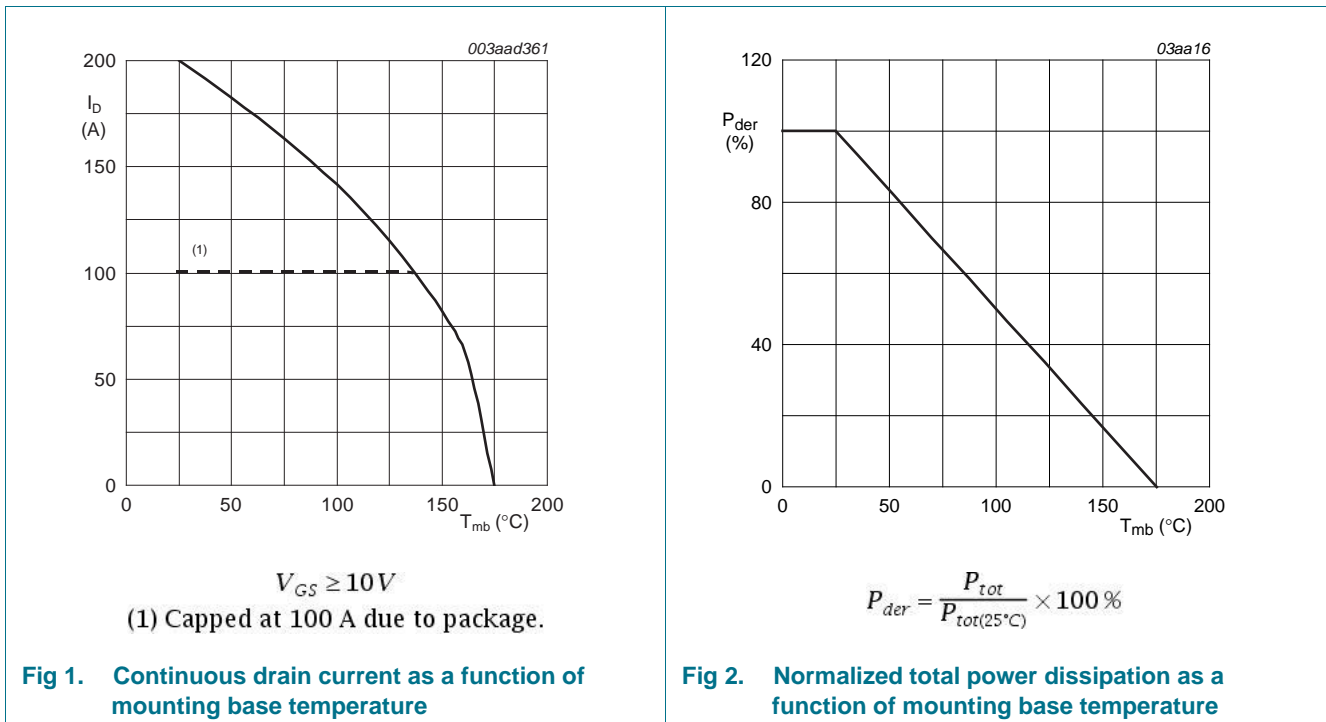 003aad361
200
I_D
(A)
150
(1)
100
50
0
0 50 100 150 200
T_mb (°C)
V_GS ≥ 10 V
(1) Capped at 100 A due to package.
Fig 1. Continuous drain current as a function of
mounting base temperature
03aa16
120
P_der
(%)
80
40
0
0 50 100 150 200
T_mb (°C)
P_der = P_tot / P_tot(25°C) × 100 %
Fig 2. Normalized total power dissipation as a
function of mounting base temperature